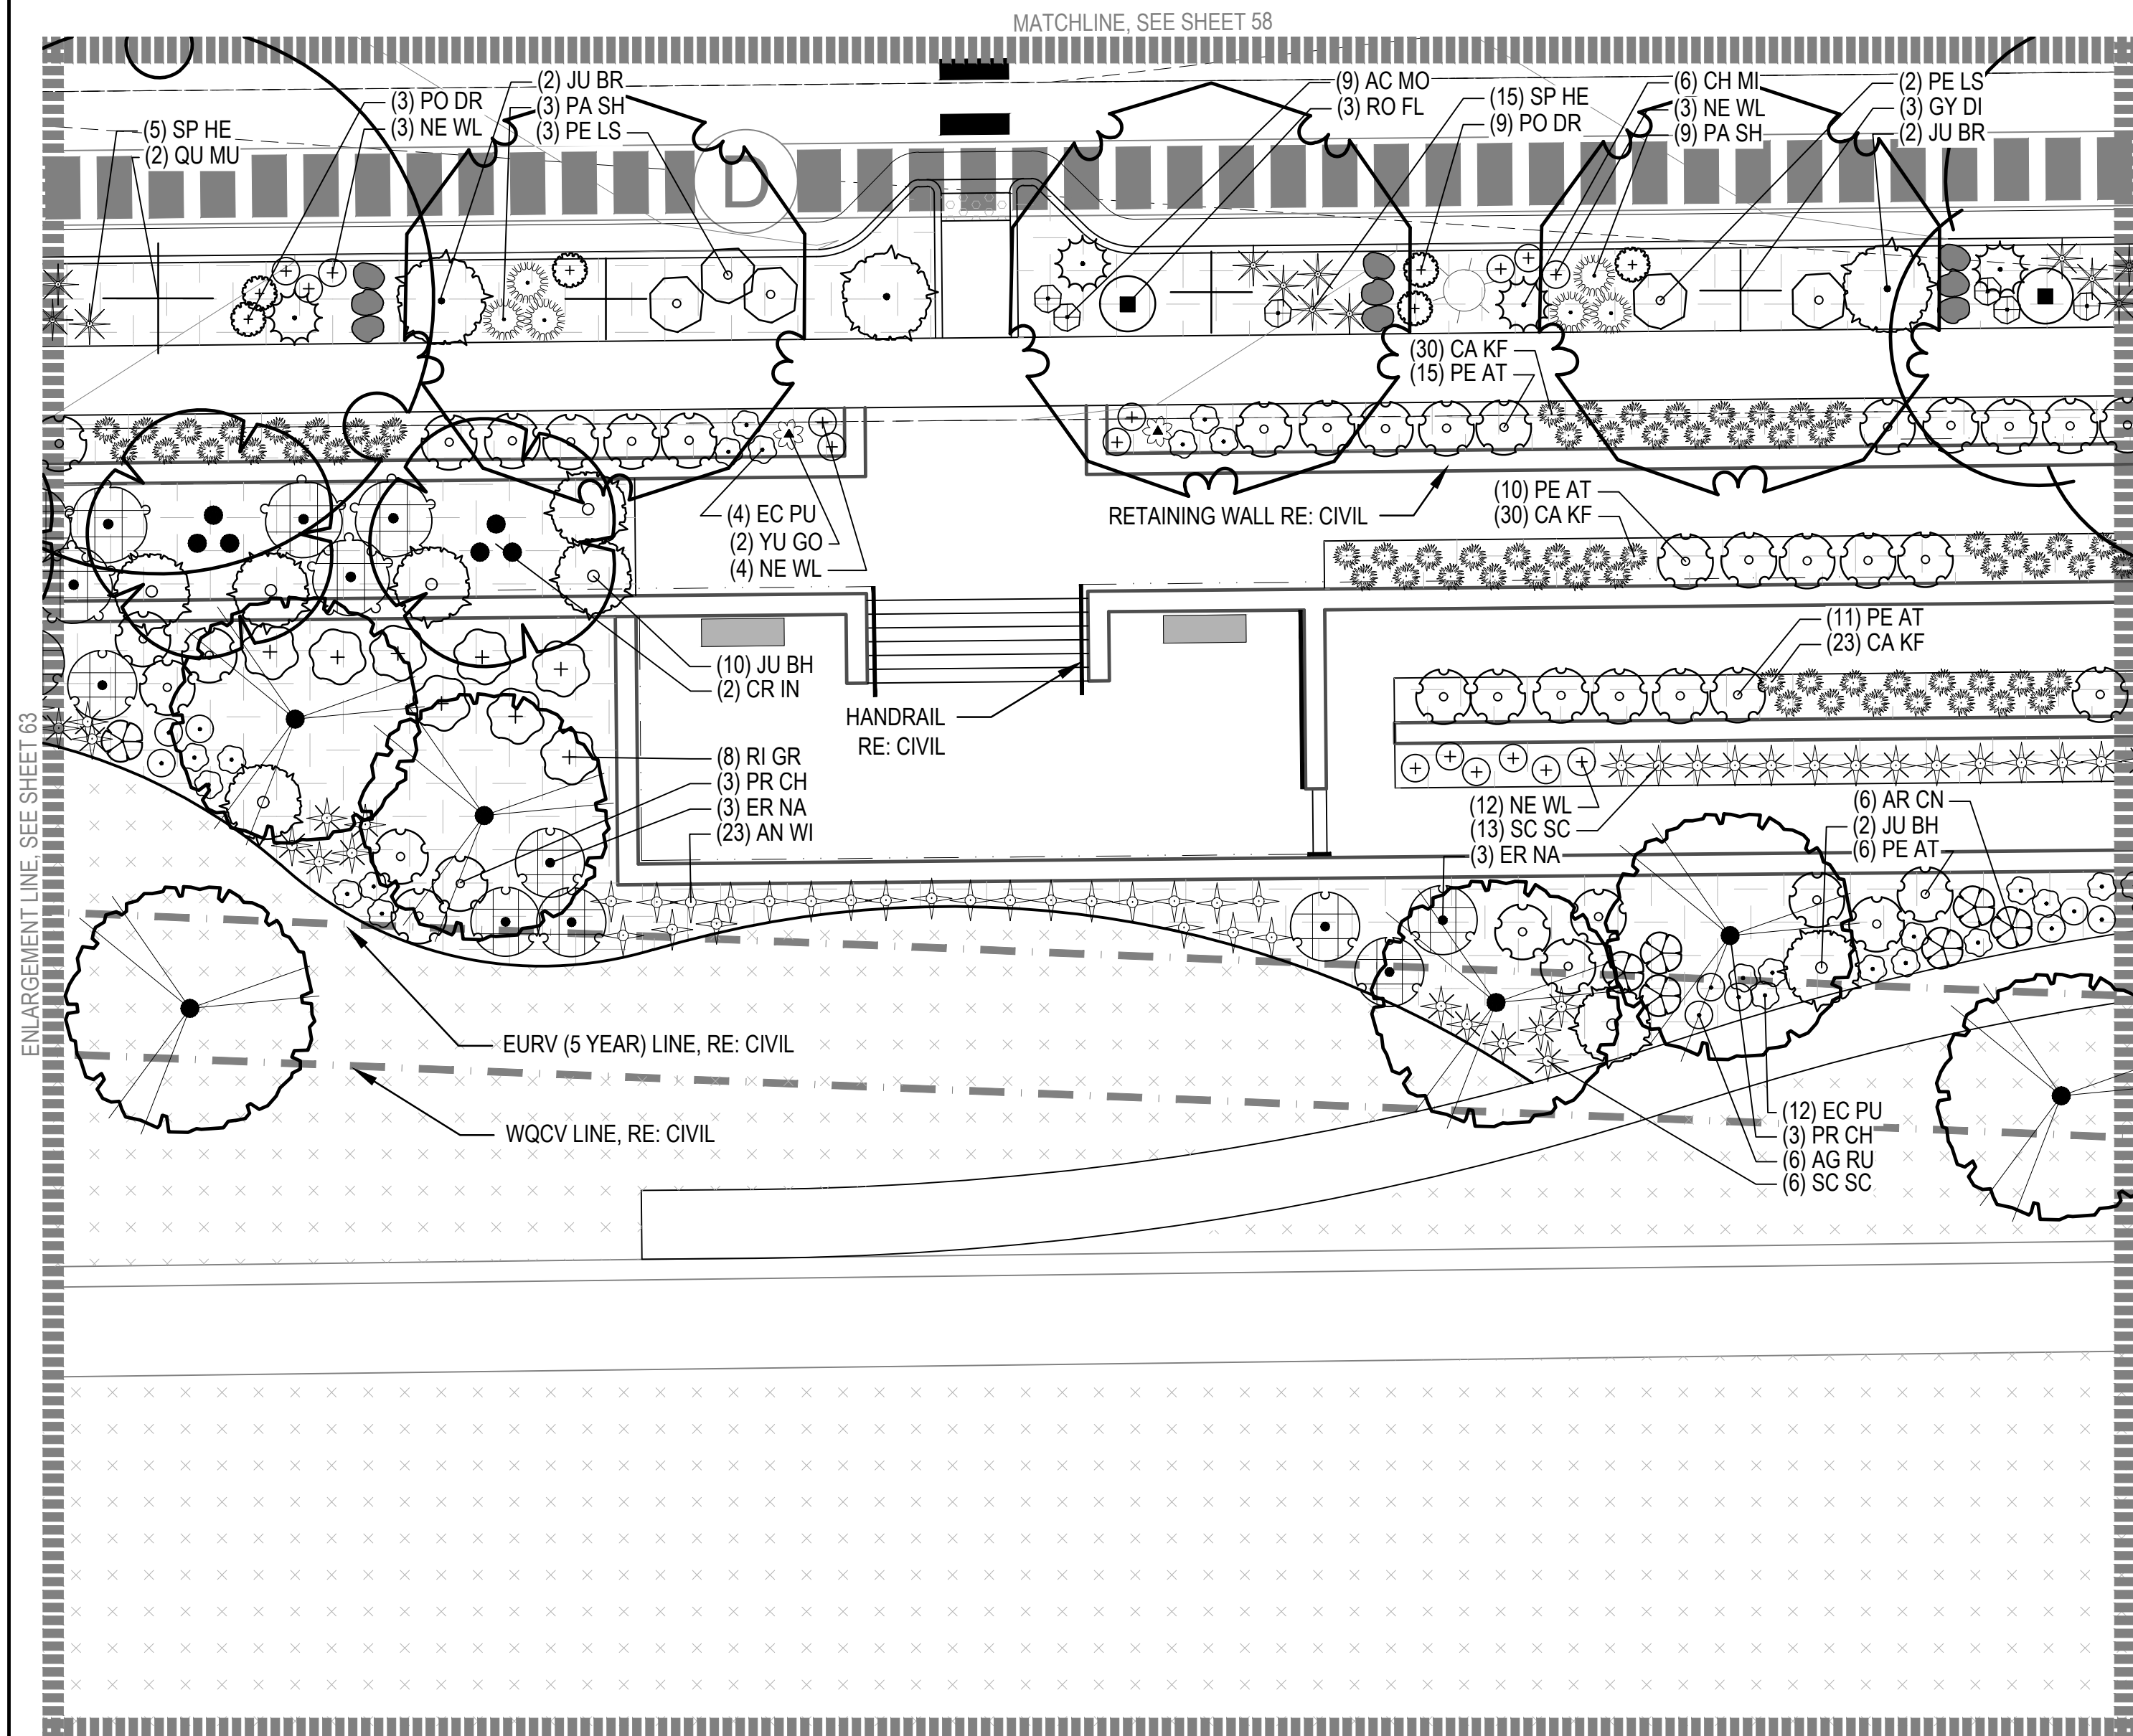 MATCHLINE, SEE SHEET 58
(5) SP HE
(2) QU MU
(3) PO DR
(3) NE WL
(2) JU BR
(3) PA SH
(3) PE LS
(9) AC MO
(3) RO FL
(15) SP HE
(9) PO DR
(6) CH MI
(3) NE WL
(9) PA SH
(2) PE LS
(3) GY DI
(2) JU BR
D
(30) CA KF
(15) PE AT
(4) EC PU
(2) YU GO
(4) NE WL
RETAINING WALL RE: CIVIL
(10) PE AT
(30) CA KF
(11) PE AT
(23) CA KF
(10) JU BH
(2) CR IN
HANDRAIL
RE: CIVIL
(8) RI GR
(3) PR CH
(3) ER NA
(23) AN WI
(12) NE WL
(13) SC SC
(3) ER NA
(6) AR CN
(2) JU BH
(6) PE AT
ENLARGEMENT LINE, SEE SHEET 63
EURV (5 YEAR) LINE, RE: CIVIL
WQCV LINE, RE: CIVIL
(12) EC PU
(3) PR CH
(6) AG RU
(6) SC SC